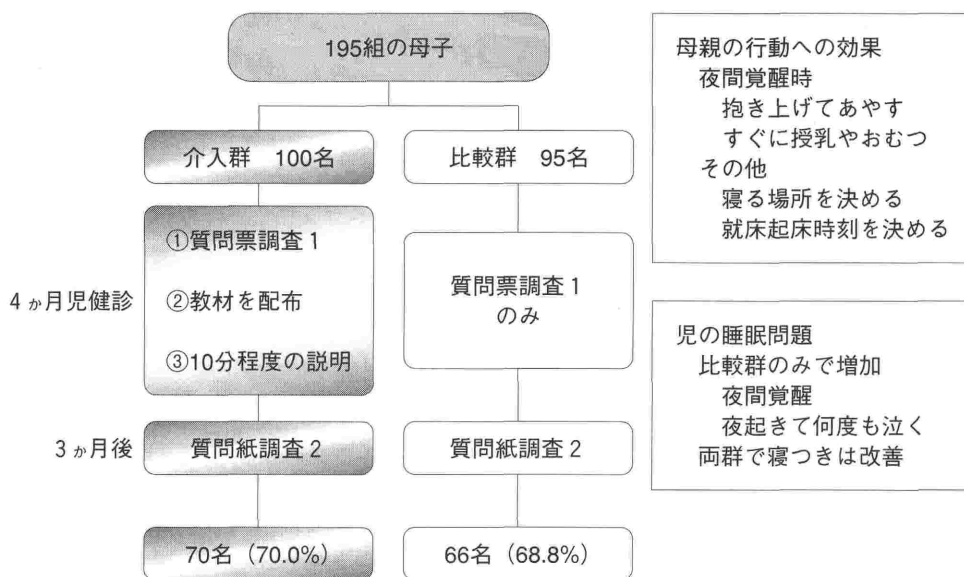 195組の母子
介入群 100名
比較群 95名
4か月児健診
①質問票調査1
②教材を配布
③10分程度の説明
質問票調査1
のみ
3か月後
質問紙調査2
質問紙調査2
70名（70.0%）
66名（68.8%）
母親の行動への効果
夜間覚醒時
抱き上げてあやす
すぐに授乳やおむつ
その他
寝る場所を決める
就床起床時刻を決める
児の睡眠問題
比較群のみで増加
夜間覚醒
夜起きて何度も泣く
両群で寝つきは改善